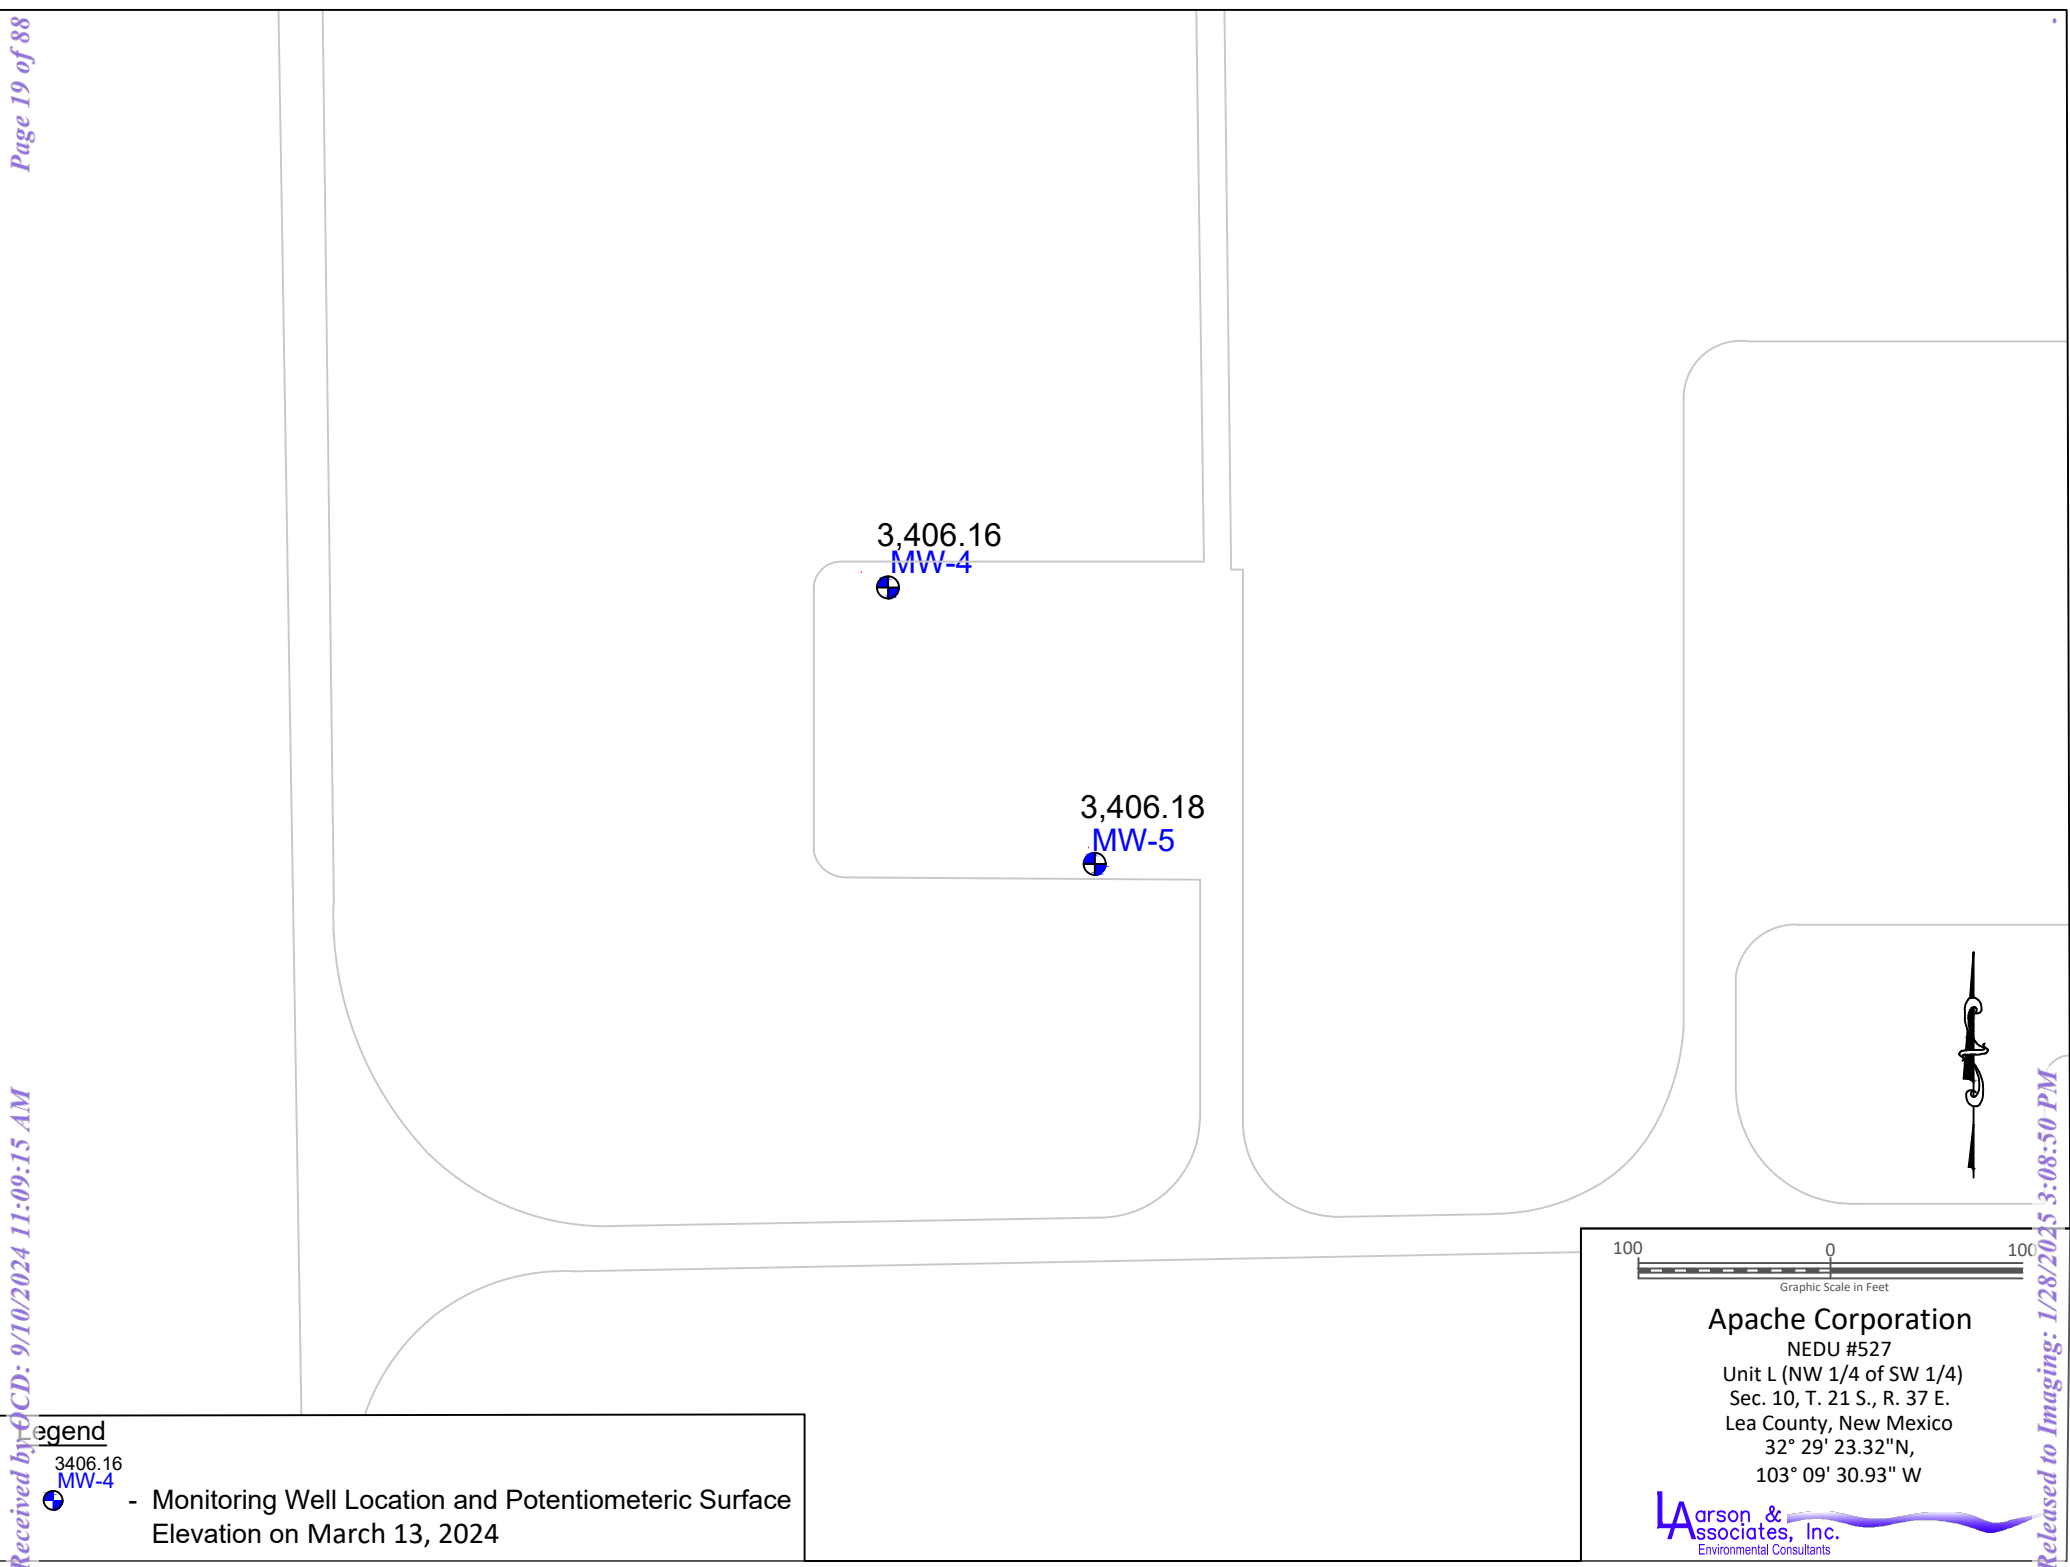 Page 19 of 88
Received by OCD: 9/10/2024 11:09:15 AM
Released to Imaging: 1/28/2025 3:08:50 PM
3,406.16
MW-4
3,406.18
MW-5
Legend
3406.16
MW-4
- Monitoring Well Location and Potentiometeric Surface
Elevation on March 13, 2024
100 0 100
Graphic Scale in Feet
Apache Corporation
NEDU #527
Unit L (NW 1/4 of SW 1/4)
Sec. 10, T. 21 S., R. 37 E.
Lea County, New Mexico
32° 29' 23.32"N,
103° 09' 30.93" W
Larson &
Associates, Inc.
Environmental Consultants